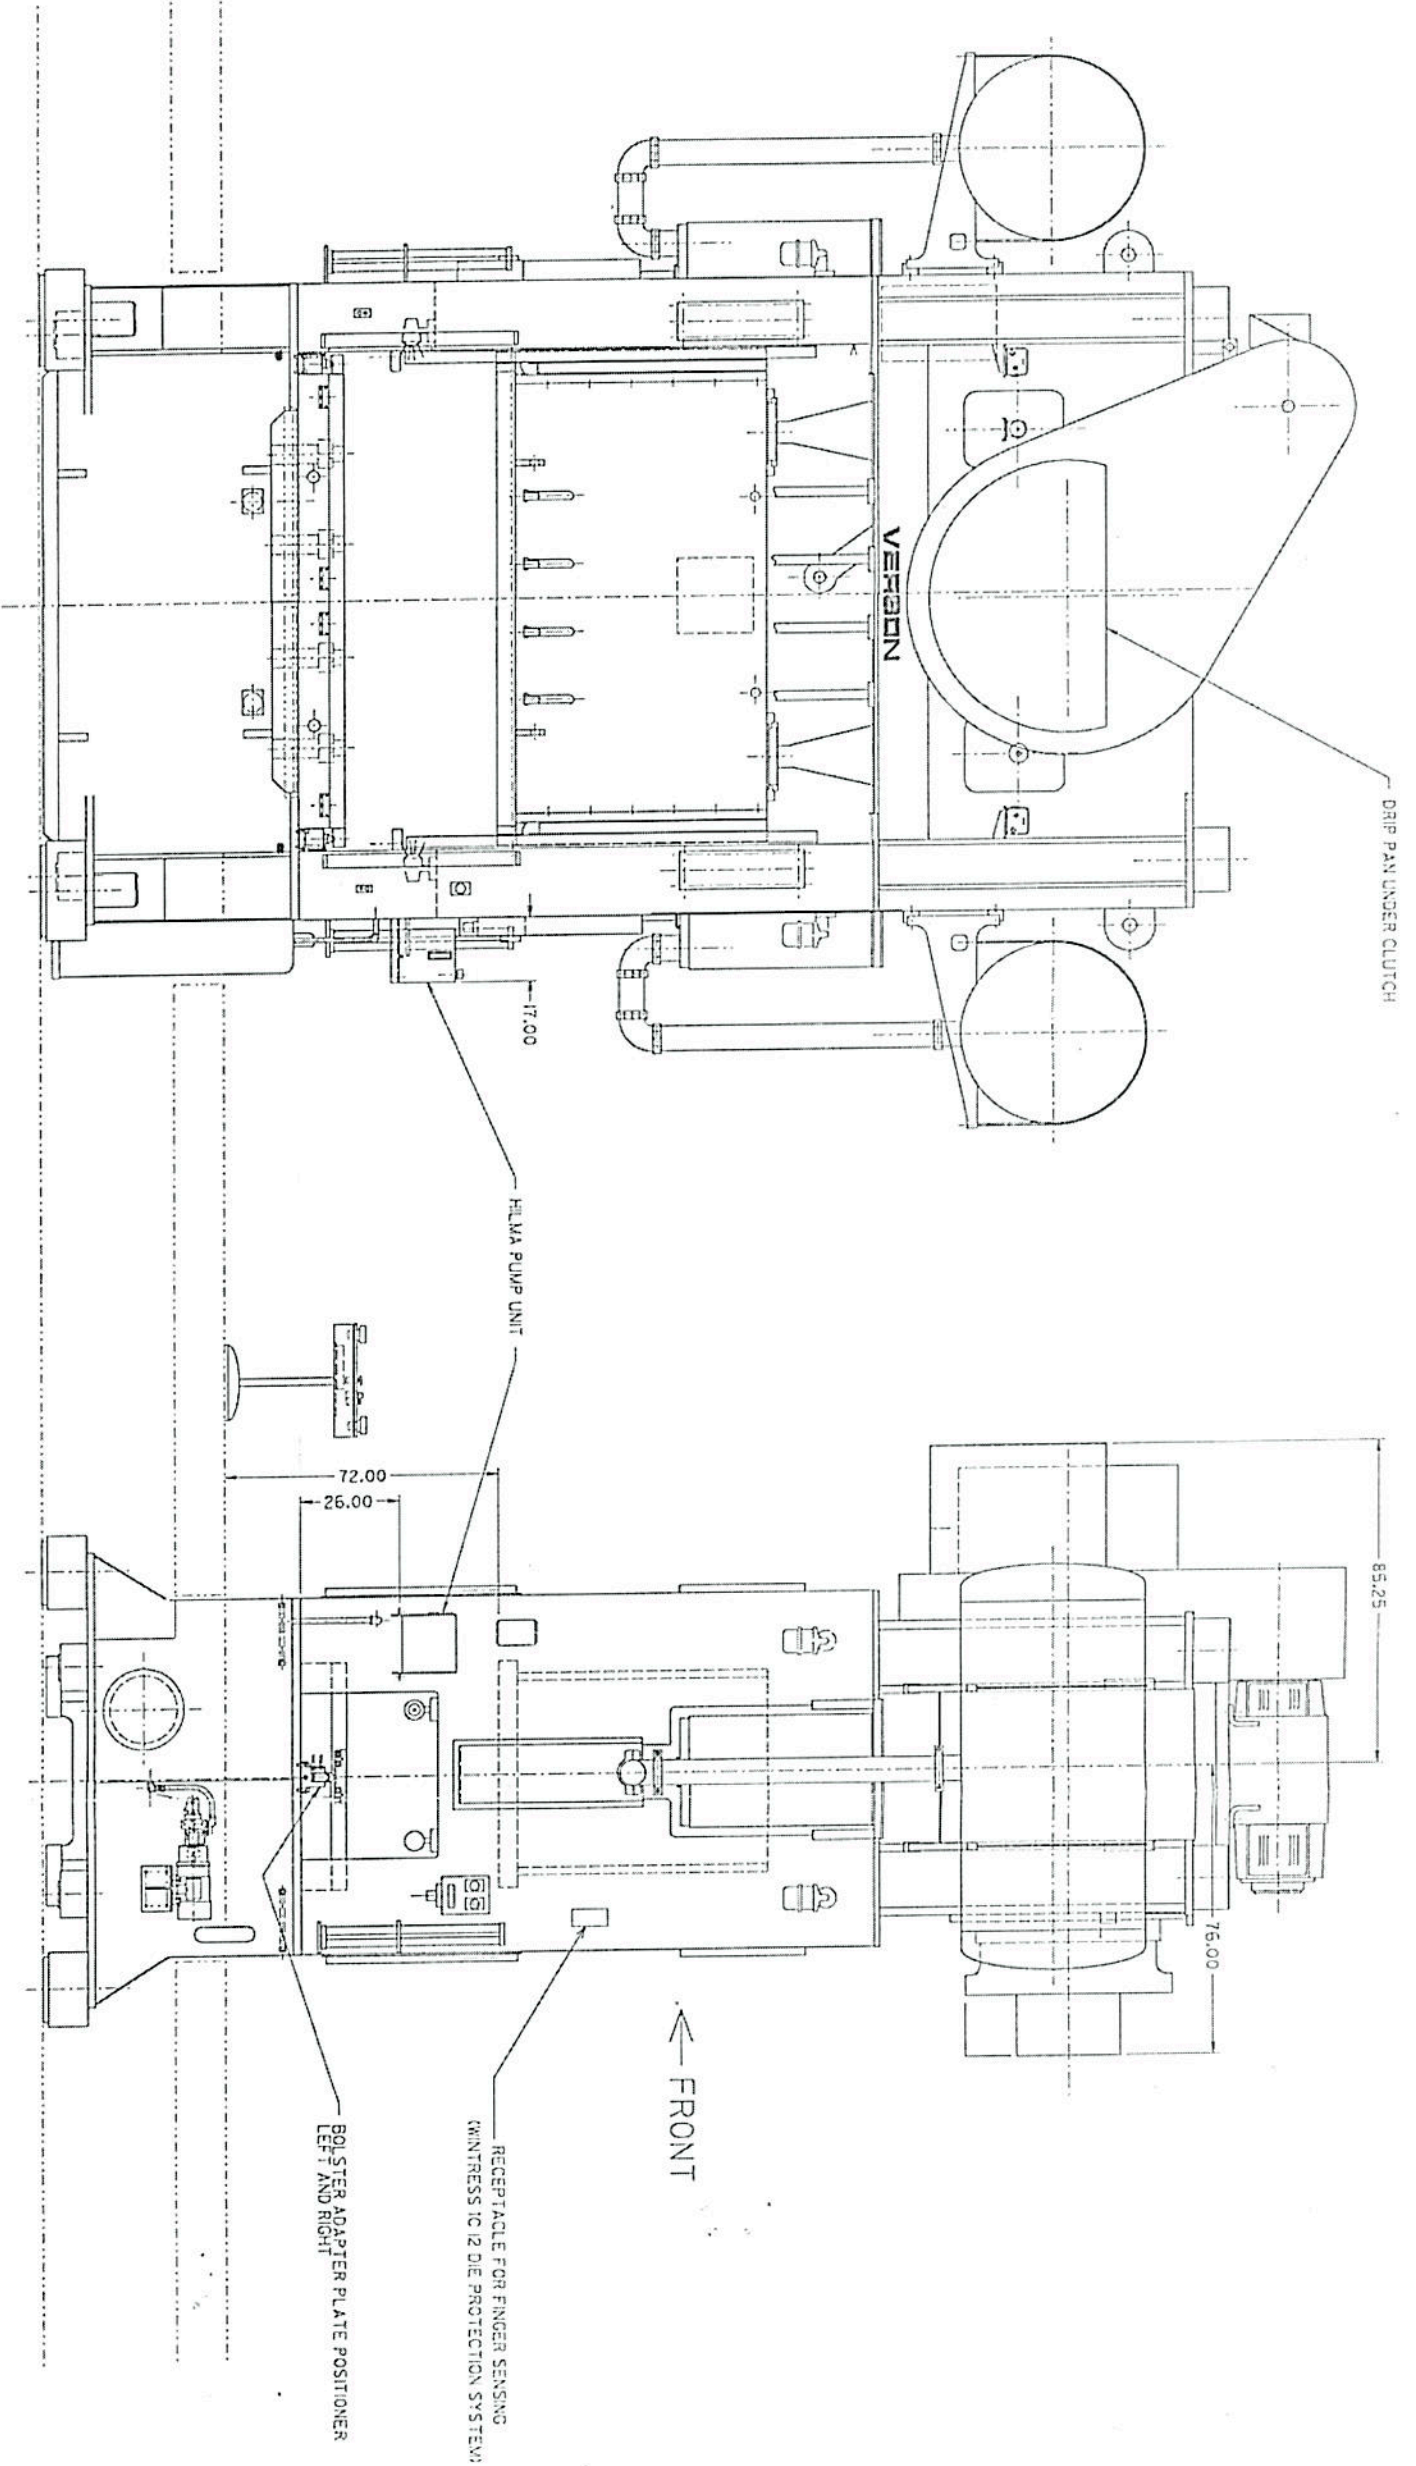 DRIP PAN UNDER CLUTCH
VERSON
17.00
HILMA PUMP UNIT
85.25
72.00
26.00
76.00
FRONT
RECEPTACLE FOR FINGER SENSING
(WINTRESS IC 12 DIE PROTECTION SYSTEM)
BOLSTER ADAPTER PLATE POSITIONER
LEFT AND RIGHT